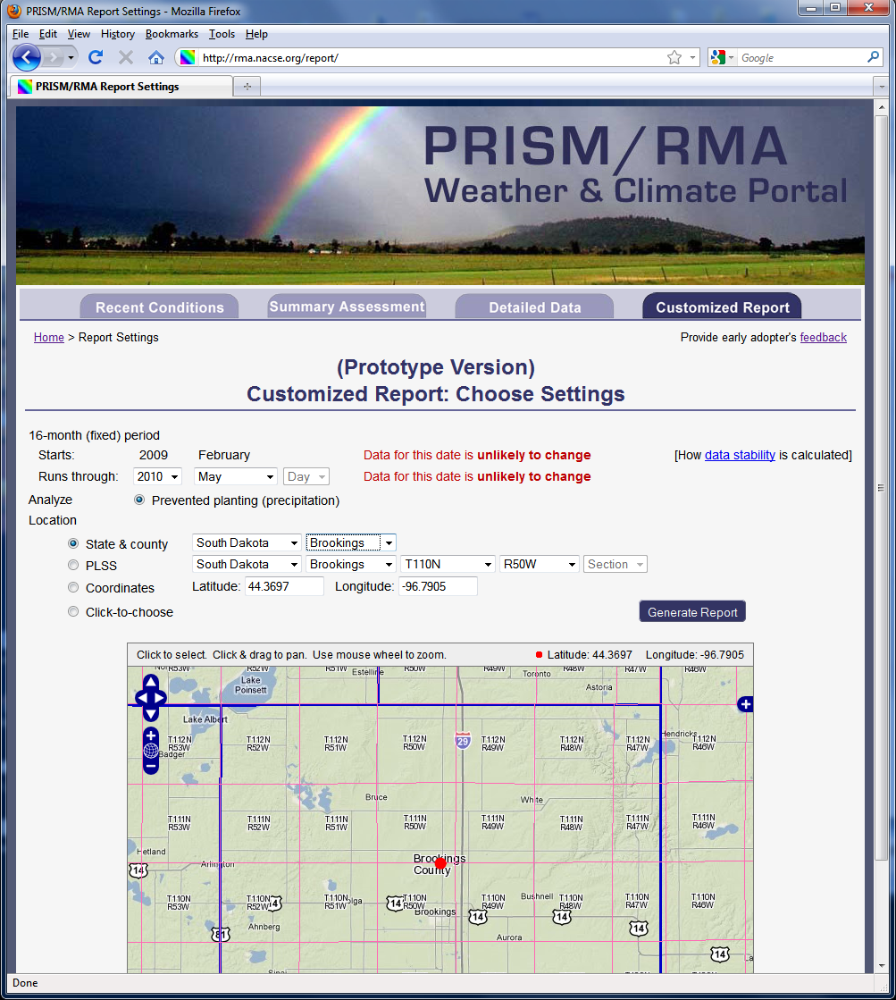 PRISM/RMA Report Settings - Mozilla Firefox
File Edit View History Bookmarks Tools Help
http://rma.nacse.org/report/
Google
PRISM/RMA Report Settings
PRISM/RMA
Weather & Climate Portal
Recent Conditions Summary Assessment Detailed Data Customized Report
Home > Report Settings Provide early adopter's feedback
(Prototype Version)
Customized Report: Choose Settings
16-month (fixed) period
Starts: 2009 February Data for this date is unlikely to change [How data stability is calculated]
Runs through: 2010 May Day Data for this date is unlikely to change
Analyze Prevented planting (precipitation)
Location
State & county South Dakota Brookings
PLSS South Dakota Brookings T110N R50W Section
Coordinates Latitude: 44.3697 Longitude: -96.7905
Click-to-choose
Generate Report
Click to select. Click & drag to pan. Use mouse wheel to zoom. Latitude: 44.3697 Longitude: -96.7905
R53W R52W R51W Estelline R50W R49W Toronto R48W R47W R46W
Lake
Poinsett
Astoria
Lake Albert
Hendricks
T112N T112N T112N T112N 29 T112N T112N T112N T112N
R53W R52W R51W R50W R49W R48W R47W R46W
Badger
Bruce White
T111N T111N T111N T111N T111N T111N T111N T111N
R53W R52W R51W R50W R49W R48W R47W R46W
Hetland
Brookings
County
Arlington
14
T110N T110N T110N T110N T110N Bushnell T110N T110N T110N
R53W R52W 14 R51W 14 R50W R49W R48W R47W R46W
Brookings
14 14
Ahnberg
14
81
Aurora
14
Done